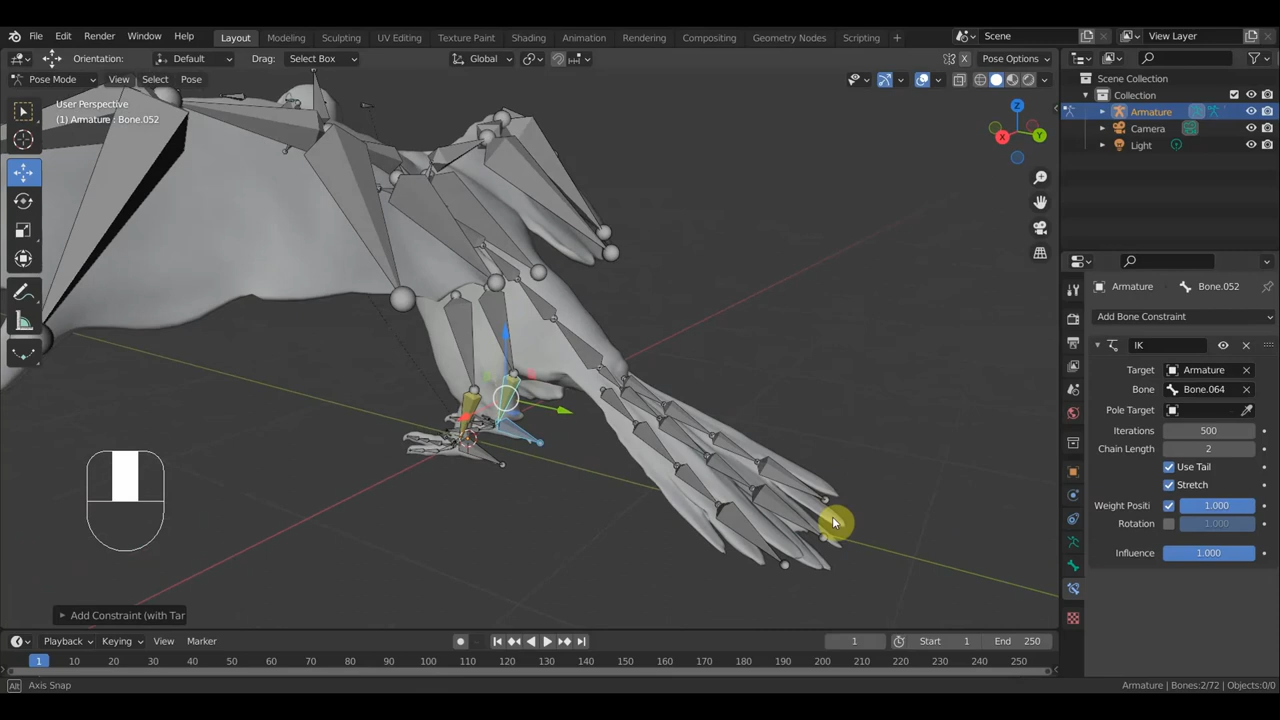 File Edit Render Window Help Layout Modeling Sculpting UV Editing Texture Paint Shading Animation Rendering Compositing Geometry Nodes Scripting + Scene View Layer
Orientation: Default Drag: Select Box Global X Pose Options
Pose Mode View Select Pose
User Perspective
(1) Armature : Bone.052
Z
X
Y
Scene Collection
Collection
Armature
Camera
Light
Armature Bone.052
Add Bone Constraint
IK
Target Armature
Bone Bone.064
Pole Target
Iterations 500
Chain Length 2
Use Tail
Stretch
Weight Positi 1.000
Rotation 1.000
Influence 1.000
Add Constraint (with Tar
Playback Keying View Marker 1 Start 1 End 250
1 10 20 30 40 50 60 70 80 90 100 110 120 130 140 150 160 170 180 190 200 210 220 230 240 250
Alt Axis Snap Armature | Bones:2/72 | Objects:0/0